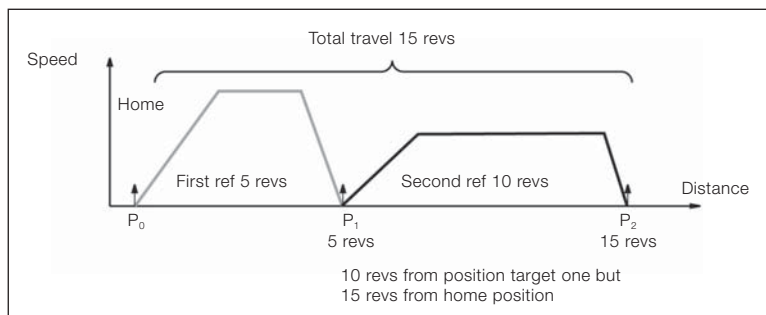 Total travel 15 revs
Speed
Home
First ref 5 revs
Second ref 10 revs
Distance
P₀
P₁
P₂
5 revs
15 revs
10 revs from position target one but
15 revs from home position